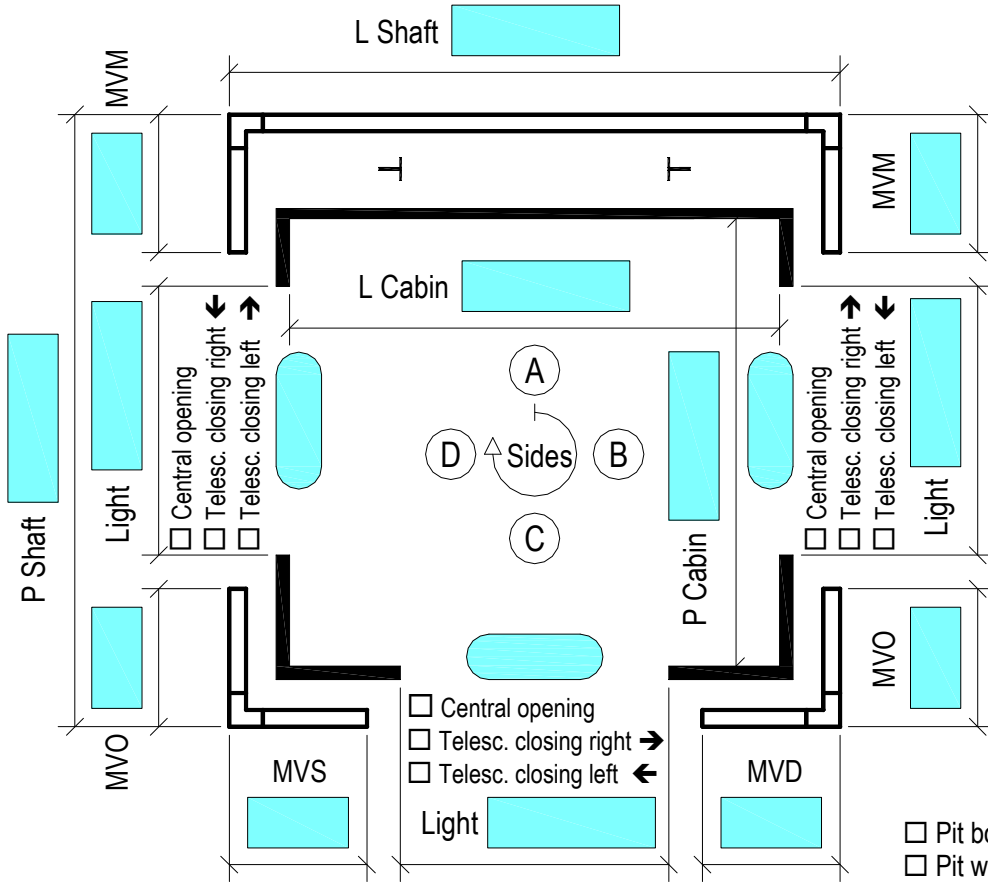 L Shaft
MVM
MVM
L Cabin
Central opening
Telesc. closing right
Telesc. closing left
A
D
Sides
B
C
Central opening
Telesc. closing right
Telesc. closing left
Light
Light
P Shaft
P Cabin
MVO
MVO
Central opening
Telesc. closing right
Telesc. closing left
MVS
MVD
Light
Pit
Pit